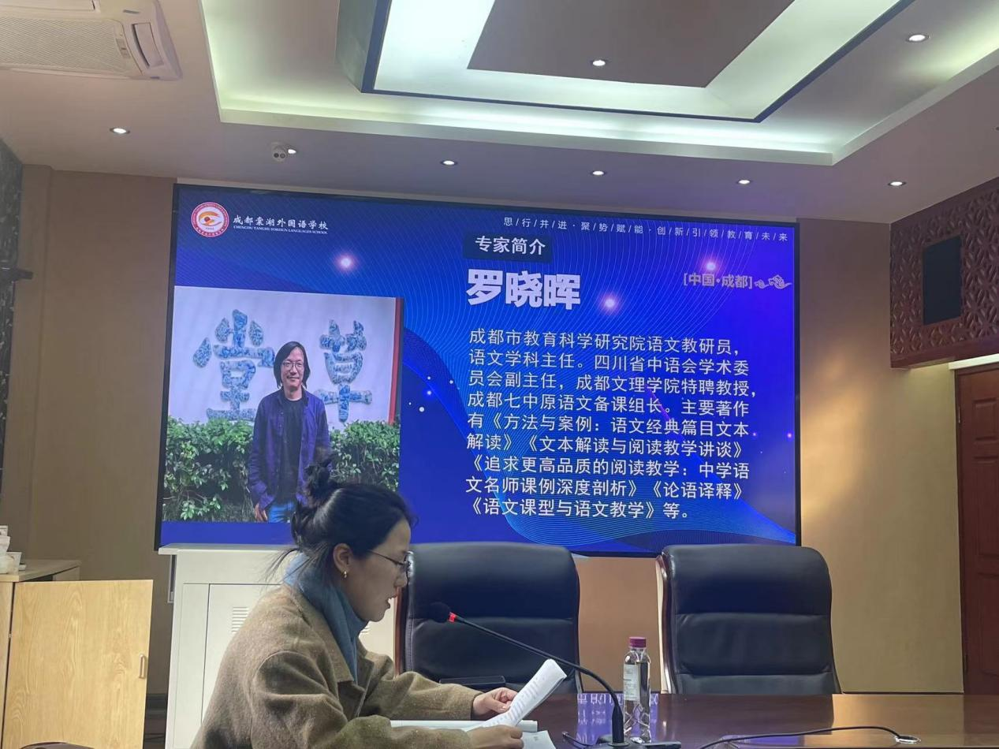 成都棠湖外国语学校
CHENGDU TANGHU FOREIGN LANGUAGES SCHOOL
思/行/并/进·聚/势/赋/能·创/新/引/领/教/育/未/来
专家简介
罗晓晖
[中国·成都]
堂草
成都市教育科学研究院语文教研员，
语文学科主任。四川省中语会学术委
员会副主任，成都文理学院特聘教授，
成都七中原语文备课组长。主要著作
有《方法与案例：语文经典篇目文本
解读》《文本解读与阅读教学讲谈》
《追求更高品质的阅读教学：中学语
文名师课例深度剖析》《论语译释》
《语文课型与语文教学》等。